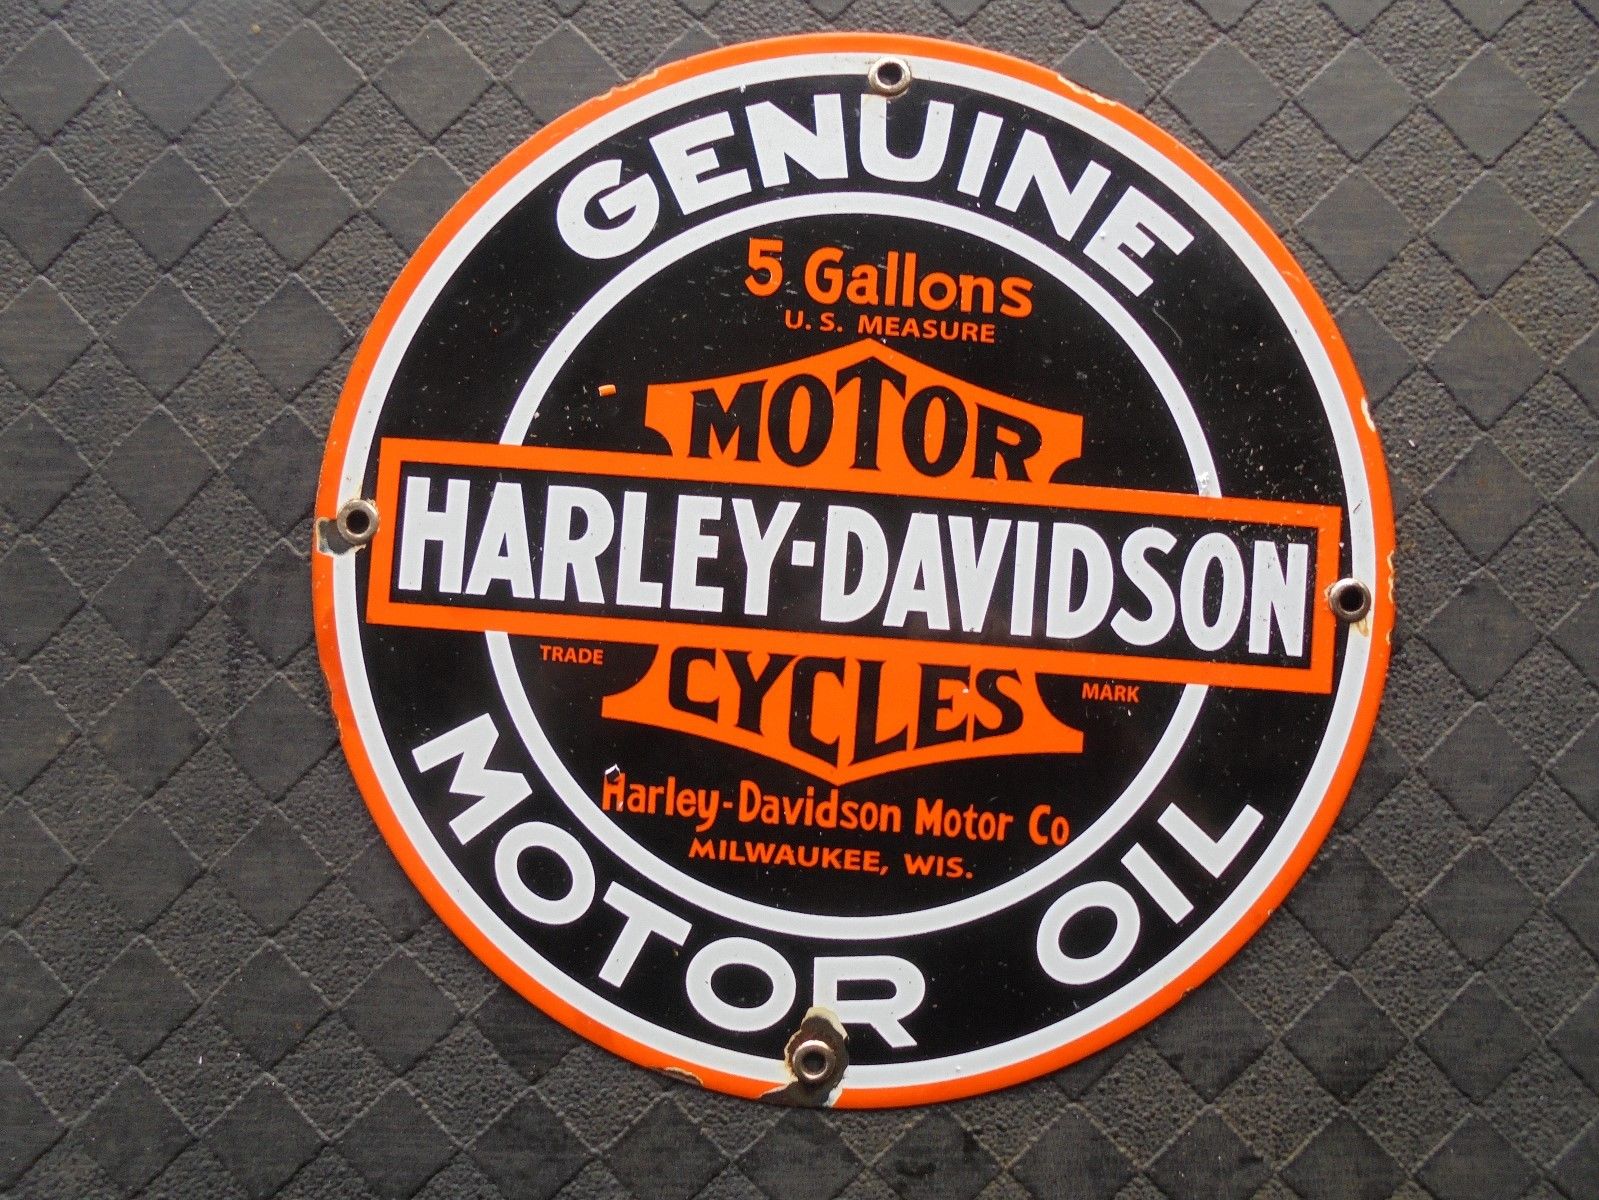 GENUINE
5 Gallons
U. S. MEASURE
MOTOR
HARLEY-DAVIDSON
CYCLES
TRADE MARK
Harley-Davidson Motor Co
MILWAUKEE, WIS.
MOTOR OIL